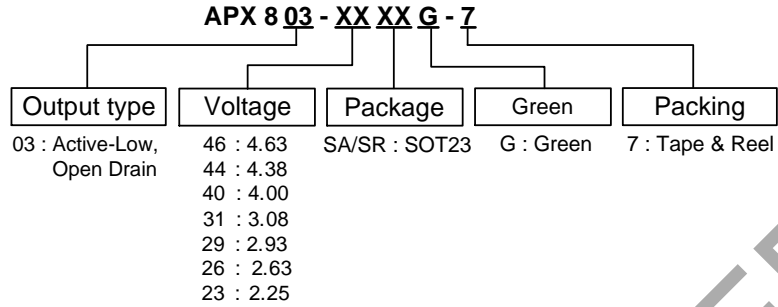 APX 8 03 - XX XX G - 7
Output type Voltage Package Green Packing
03 : Active-Low, 46 : 4.63 SA/SR : SOT23 G : Green 7 : Tape & Reel
Open Drain 44 : 4.38
40 : 4.00
31 : 3.08
29 : 2.93
26 : 2.63
23 : 2.25